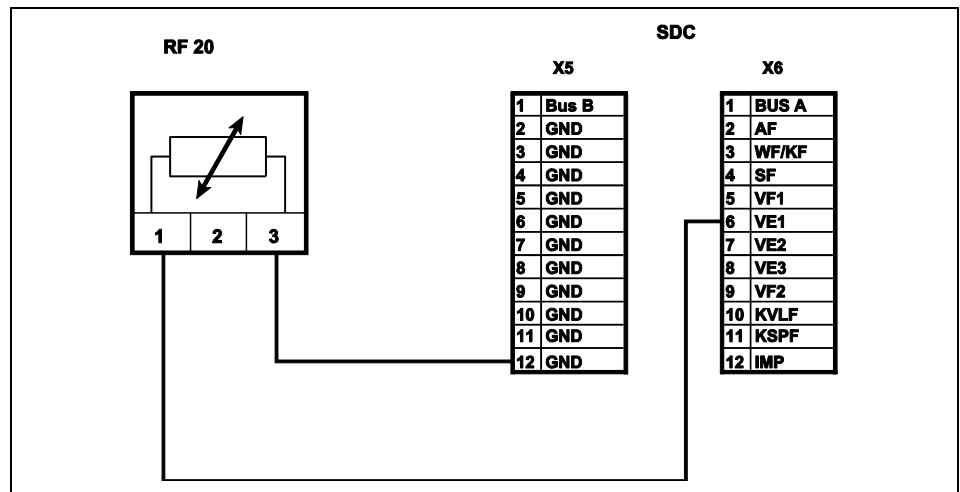 SDC
RF 20
X5
X6
1 Bus B
2 GND
3 GND
4 GND
5 GND
6 GND
7 GND
8 GND
9 GND
10 GND
11 GND
12 GND
1 BUS A
2 AF
3 WF/KF
4 SF
5 VF1
6 VE1
7 VE2
8 VE3
9 VF2
10 KVLF
11 KSPF
12 IMP
1 2 3